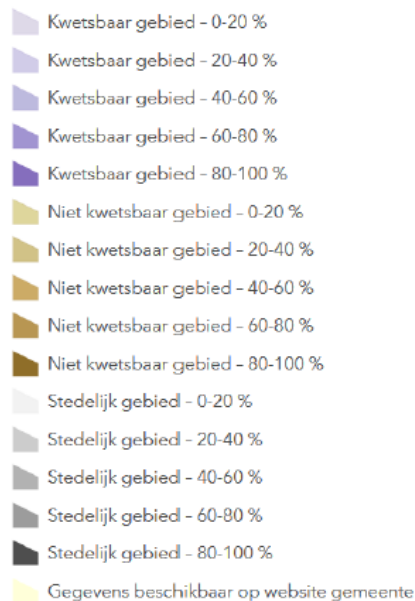 Kwetsbaar gebied - 0-20 %
Kwetsbaar gebied - 20-40 %
Kwetsbaar gebied - 40-60 %
Kwetsbaar gebied - 60-80 %
Kwetsbaar gebied - 80-100 %
Niet kwetsbaar gebied - 0-20 %
Niet kwetsbaar gebied - 20-40 %
Niet kwetsbaar gebied - 40-60 %
Niet kwetsbaar gebied - 60-80 %
Niet kwetsbaar gebied - 80-100 %
Stedelijk gebied - 0-20 %
Stedelijk gebied - 20-40 %
Stedelijk gebied - 40-60 %
Stedelijk gebied - 60-80 %
Stedelijk gebied - 80-100 %
Gegevens beschikbaar op website gemeente